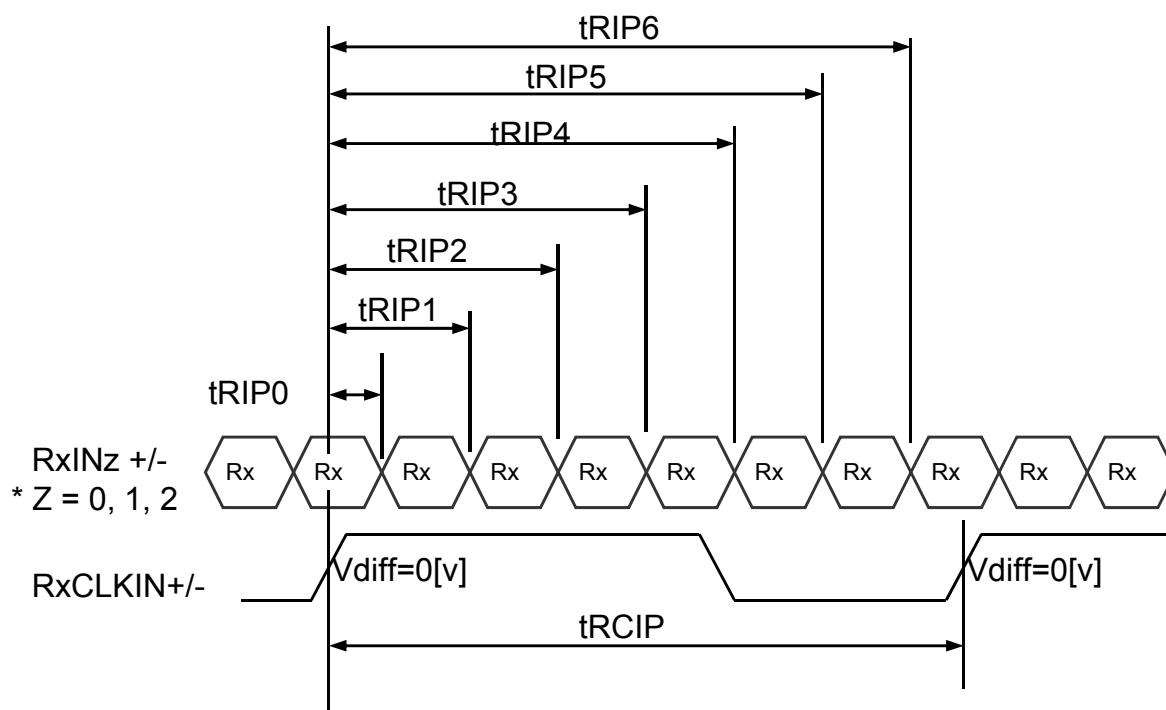 tRIP6
tRIP5
tRIP4
tRIP3
tRIP2
tRIP1
tRIP0
RxINz +/-
* Z = 0, 1, 2
Rx Rx Rx Rx Rx Rx Rx Rx Rx Rx Rx
RxCLKIN+/-
Vdiff=0[v] Vdiff=0[v]
tRCIP